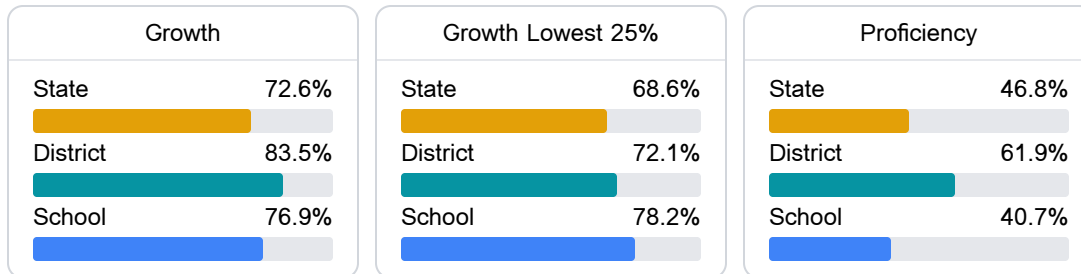 Growth
State 72.6%
District 83.5%
School 76.9%
Growth Lowest 25%
State 68.6%
District 72.1%
School 78.2%
Proficiency
State 46.8%
District 61.9%
School 40.7%